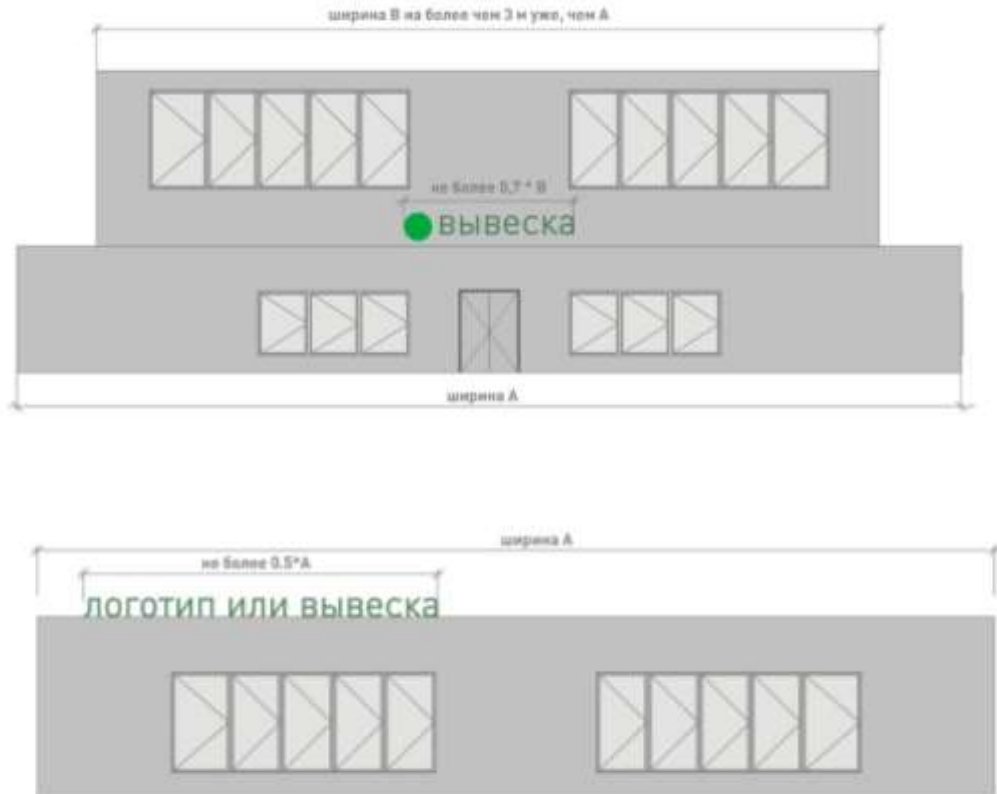 ширина В на более чем 3 м уже, чем А
не более 0,7 * В
вывеска
ширина А
ширина А
не более 0.5*А
логотип или вывеска